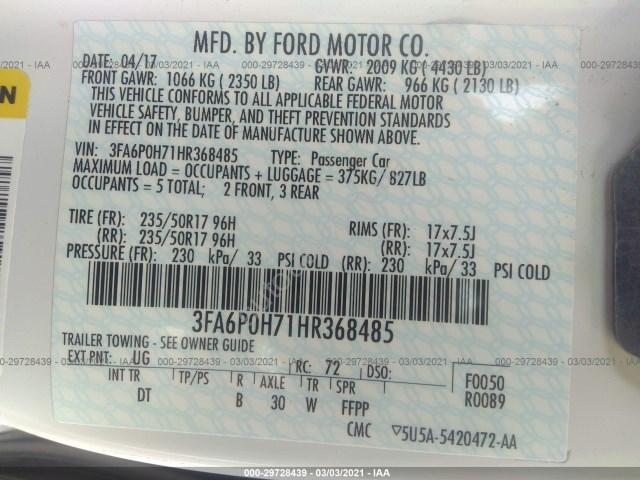 000-29728439 - 03/03/2021 - IAA
MFD. BY FORD MOTOR CO.
DATE: 04/17 GVWR: 2009 KG ( 4430 LB)
FRONT GAWR: 1066 KG ( 2350 LB) REAR GAWR: 966 KG ( 2130 LB)
THIS VEHICLE CONFORMS TO ALL APPLICABLE FEDERAL MOTOR
VEHICLE SAFETY, BUMPER, AND THEFT PREVENTION STANDARDS
IN EFFECT ON THE DATE OF MANUFACTURE SHOWN ABOVE.
VIN: 3FA6P0H71HR368485 TYPE: Passenger Car
MAXIMUM LOAD = OCCUPANTS + LUGGAGE = 375KG/ 827LB
OCCUPANTS = 5 TOTAL; 2 FRONT, 3 REAR
TIRE (FR): 235/50R17 96H RIMS (FR): 17x7.5J
(RR): 235/50R17 96H (RR): 17x7.5J
PRESSURE (FR): 230 kPa/ 33 PSI COLD (RR): 230 kPa/ 33 PSI COLD
3FA6P0H71HR368485
TRAILER TOWING - SEE OWNER GUIDE
EXT PNT: UG RC: 72 DSO: F0050
INT TR TP/PS R AXLE TR SPR R0089
DT B 30 W FFPP
CMC 5U5A-5420472-AA
000-29728439 - 03/03/2021 - IAA